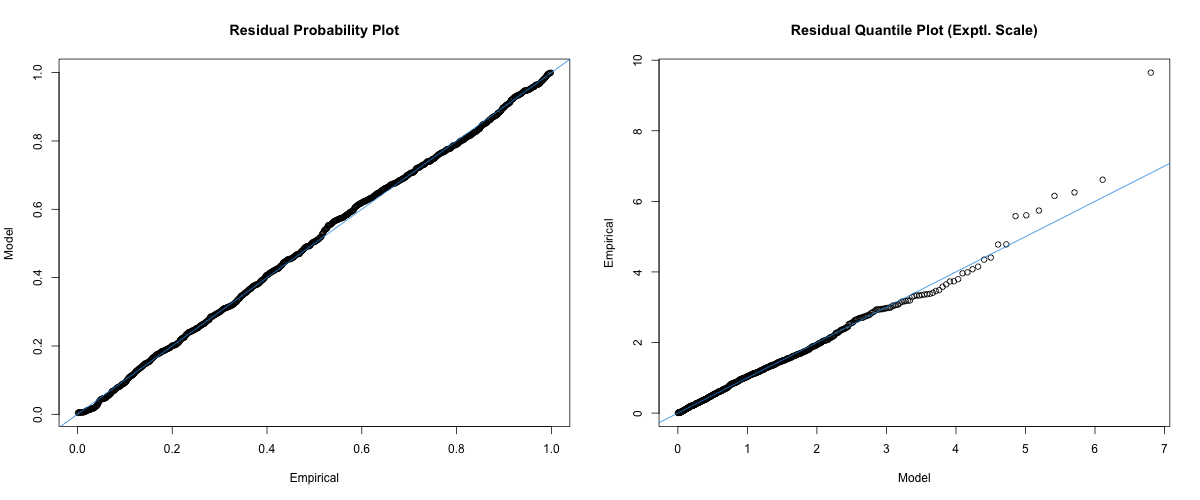 Residual Probability Plot
Model
0.0
0.2
0.4
0.6
0.8
1.0
0.0 0.2 0.4 0.6 0.8 1.0
Empirical
Residual Quantile Plot (Exptl. Scale)
Empirical
0
2
4
6
8
10
0 1 2 3 4 5 6 7
Model